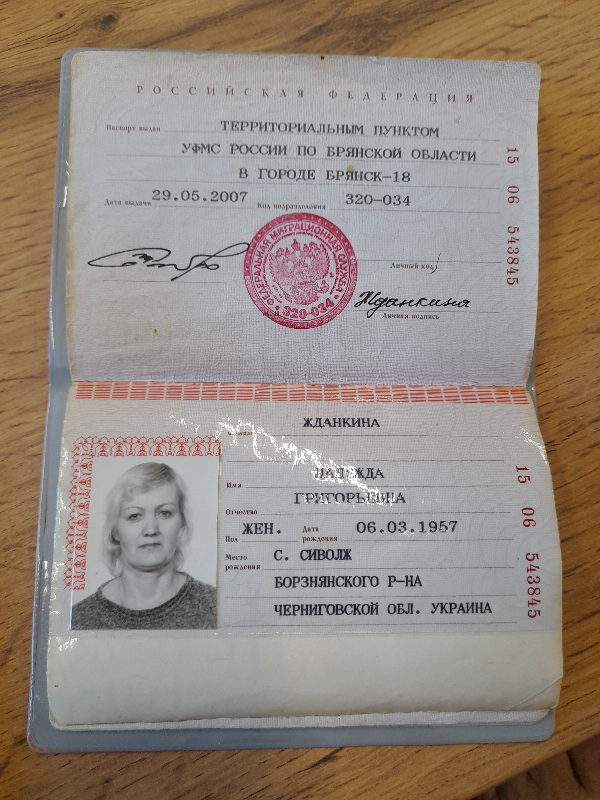 РОССИЙСКАЯ ФЕДЕРАЦИЯ
Паспорт выдан ТЕРРИТОРИАЛЬНЫМ ПУНКТОМ
УФМС РОССИИ ПО БРЯНСКОЙ ОБЛАСТИ
В ГОРОДЕ БРЯНСК-18
Дата выдачи 29.05.2007 Код подразделения 320-034
15 06 543845
ФЕДЕРАЛЬНАЯ МИГРАЦИОННАЯ СЛУЖБА
320-034
Личный код
Жданкина
Личная подпись
ЖДАНКИНА
НАДЕЖДА
Имя
ГРИГОРЬЕВНА
Отчество
Пол ЖЕН. Дата рождения 06.03.1957
Место рождения С. СИВОЛЖ
БОРЗНЯНСКОГО Р-НА
ЧЕРНИГОВСКОЙ ОБЛ. УКРАИНА
15 06 543845